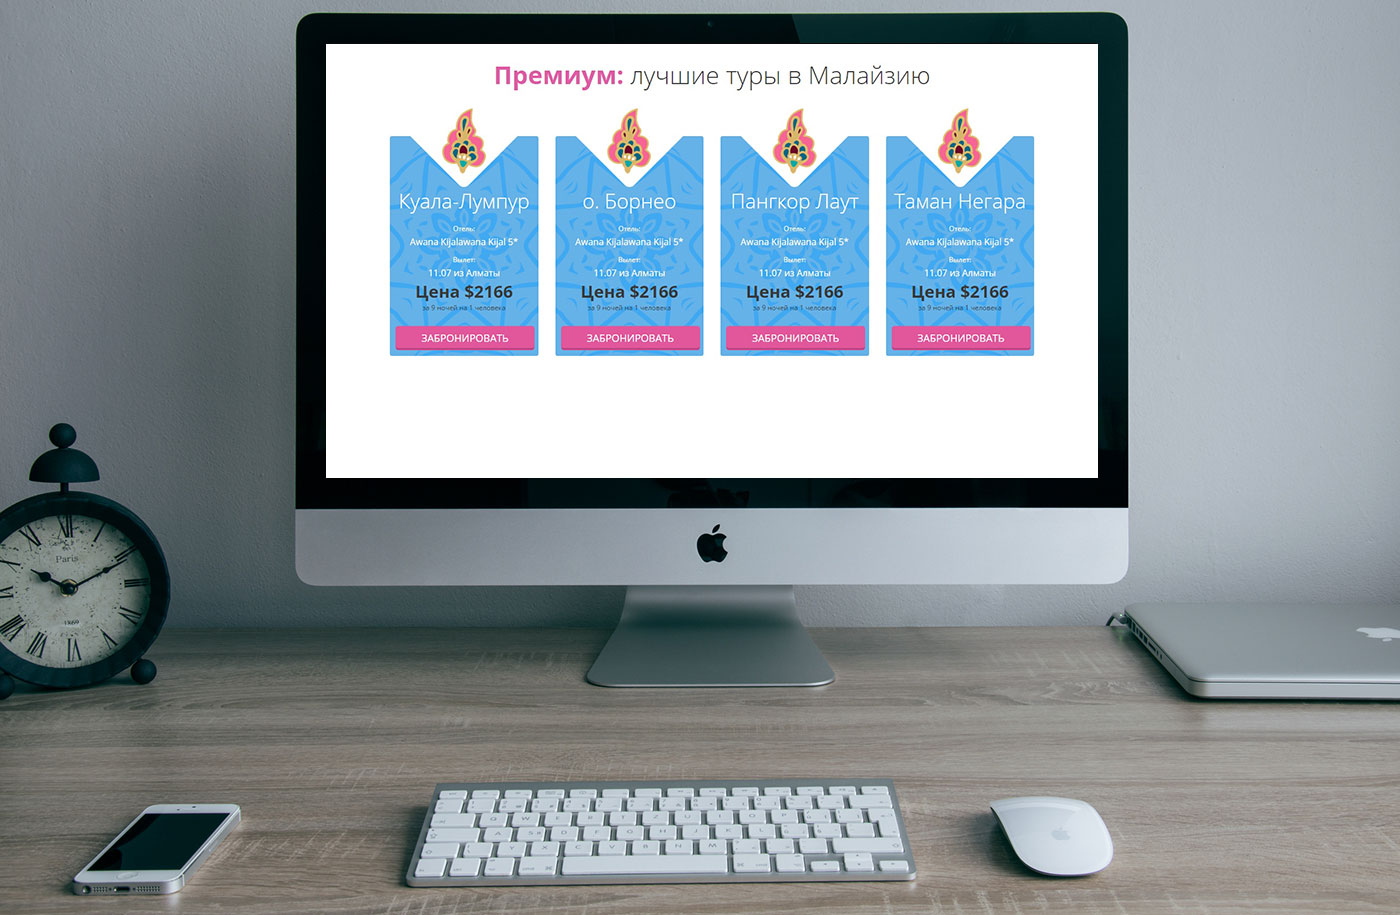 Премиум: лучшие туры в Малайзию
Куала-Лумпур
Отель:
Awana Kijalawana Kijal 5*
Вылет:
11.07 из Алматы
Цена $2166
за 9 ночей на 1 человека
ЗАБРОНИРОВАТЬ
о. Борнео
Отель:
Awana Kijalawana Kijal 5*
Вылет:
11.07 из Алматы
Цена $2166
за 9 ночей на 1 человека
ЗАБРОНИРОВАТЬ
Пангкор Лаут
Отель:
Awana Kijalawana Kijal 5*
Вылет:
11.07 из Алматы
Цена $2166
за 9 ночей на 1 человека
ЗАБРОНИРОВАТЬ
Таман Негара
Отель:
Awana Kijalawana Kijal 5*
Вылет:
11.07 из Алматы
Цена $2166
за 9 ночей на 1 человека
ЗАБРОНИРОВАТЬ
Paris